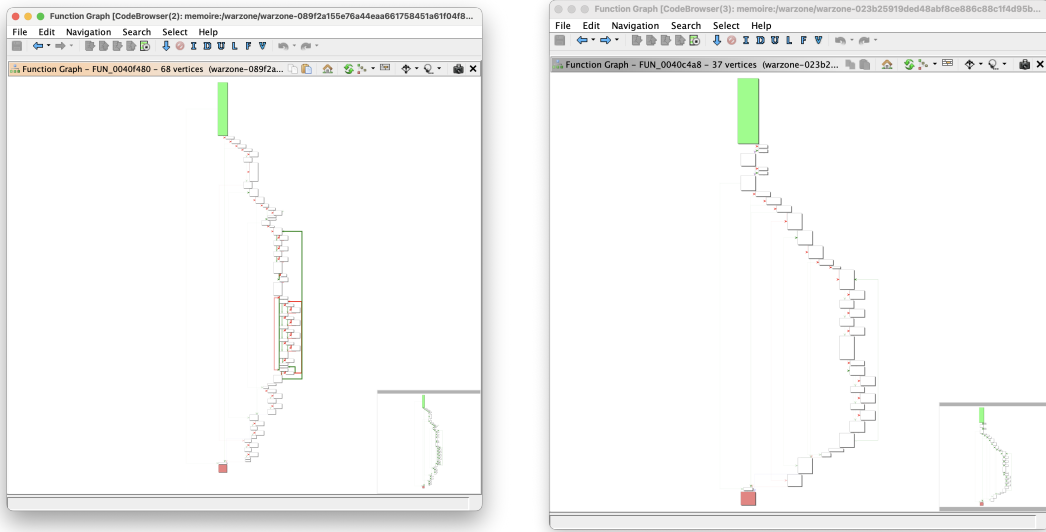 Function Graph [CodeBrowser(2): memoire:/warzone/warzone-089f2a155e76a44eaa661758451a61f04f8...
File Edit Navigation Search Select Help
I D U L F V
Function Graph – FUN_0040f480 – 68 vertices (warzone-089f2a...
Function Graph [CodeBrowser(3): memoire:/warzone/warzone-023b25919ded48abf8ce886c88c1f4d95b...
File Edit Navigation Search Select Help
I D U L F V
Function Graph – FUN_0040c4a8 – 37 vertices (warzone-023b2...